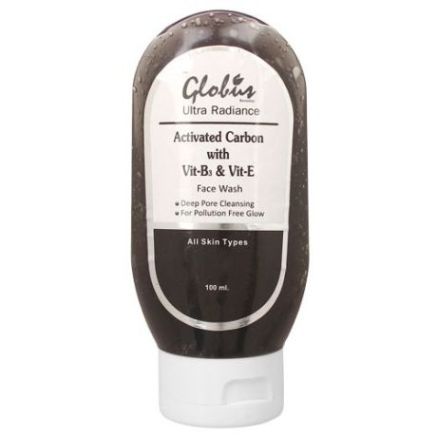 Globus
Remedies
Ultra Radiance
Activated Carbon
with
Vit-B3 & Vit-E
Face Wash
Deep Pore Cleansing
For Pollution Free Glow
All Skin Types
100 ml.